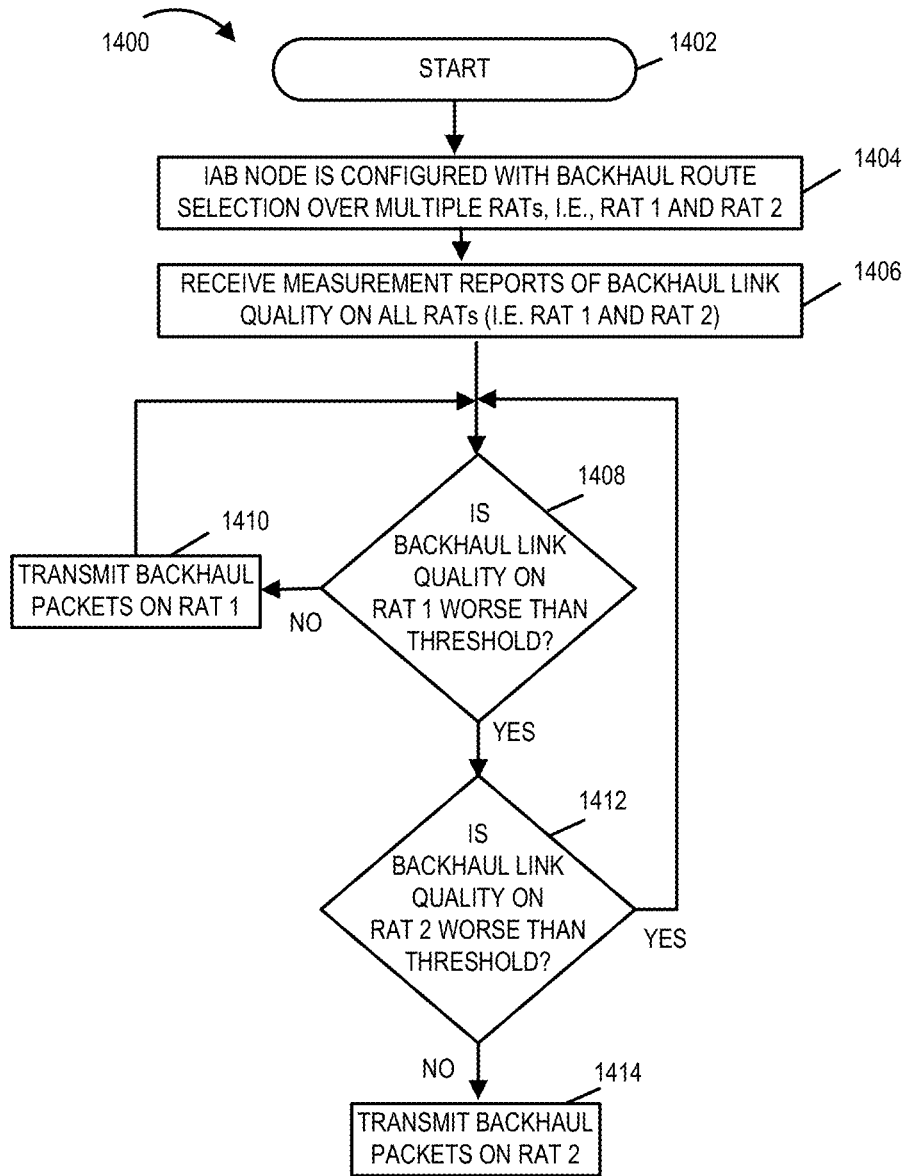 1400
START
1402
IAB NODE IS CONFIGURED WITH BACKHAUL ROUTE
SELECTION OVER MULTIPLE RATs, I.E., RAT 1 AND RAT 2
1404
RECEIVE MEASUREMENT REPORTS OF BACKHAUL LINK
QUALITY ON ALL RATs (I.E. RAT 1 AND RAT 2)
1406
IS
BACKHAUL LINK
QUALITY ON
RAT 1 WORSE THAN
THRESHOLD?
1408
NO
1410
TRANSMIT BACKHAUL
PACKETS ON RAT 1
YES
IS
BACKHAUL LINK
QUALITY ON
RAT 2 WORSE THAN
THRESHOLD?
1412
YES
NO
1414
TRANSMIT BACKHAUL
PACKETS ON RAT 2